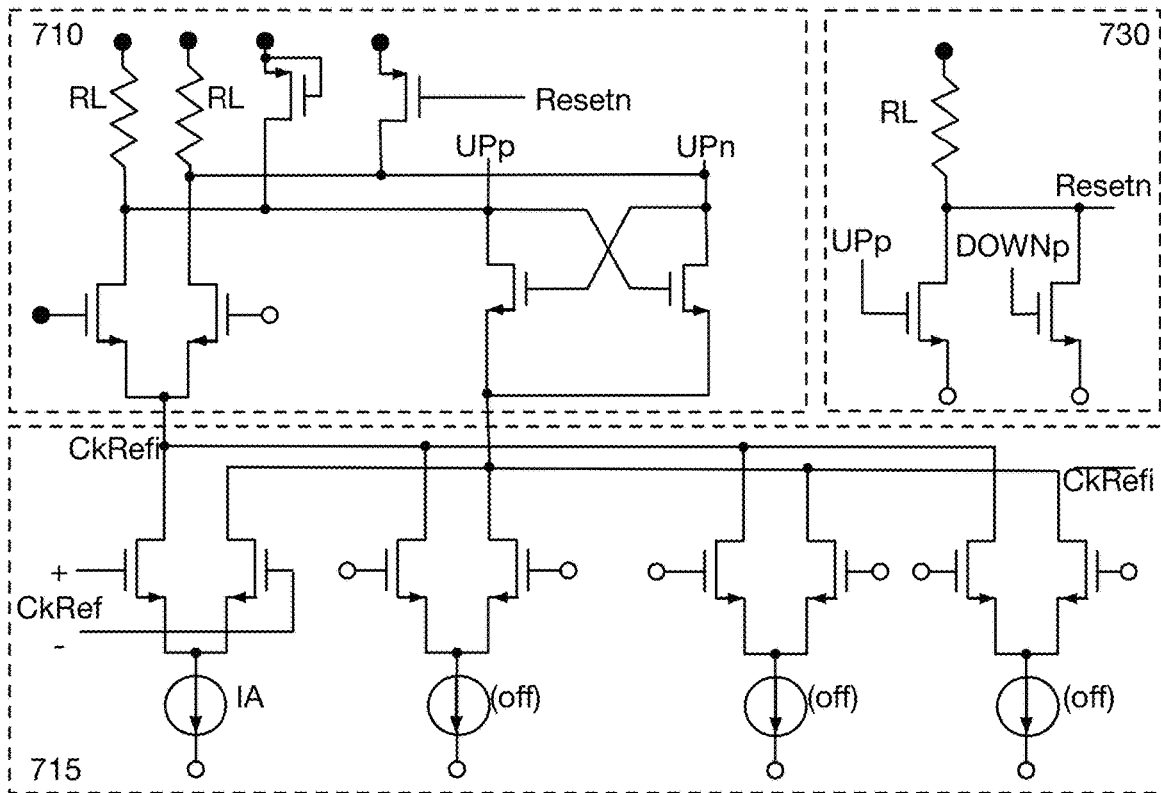 710
730
RL
RL
Resetn
RL
UPp
UPn
Resetn
UPp
DOWNp
CkRefi
CkRefi
+
CkRef
-
IA
(off)
(off)
(off)
715